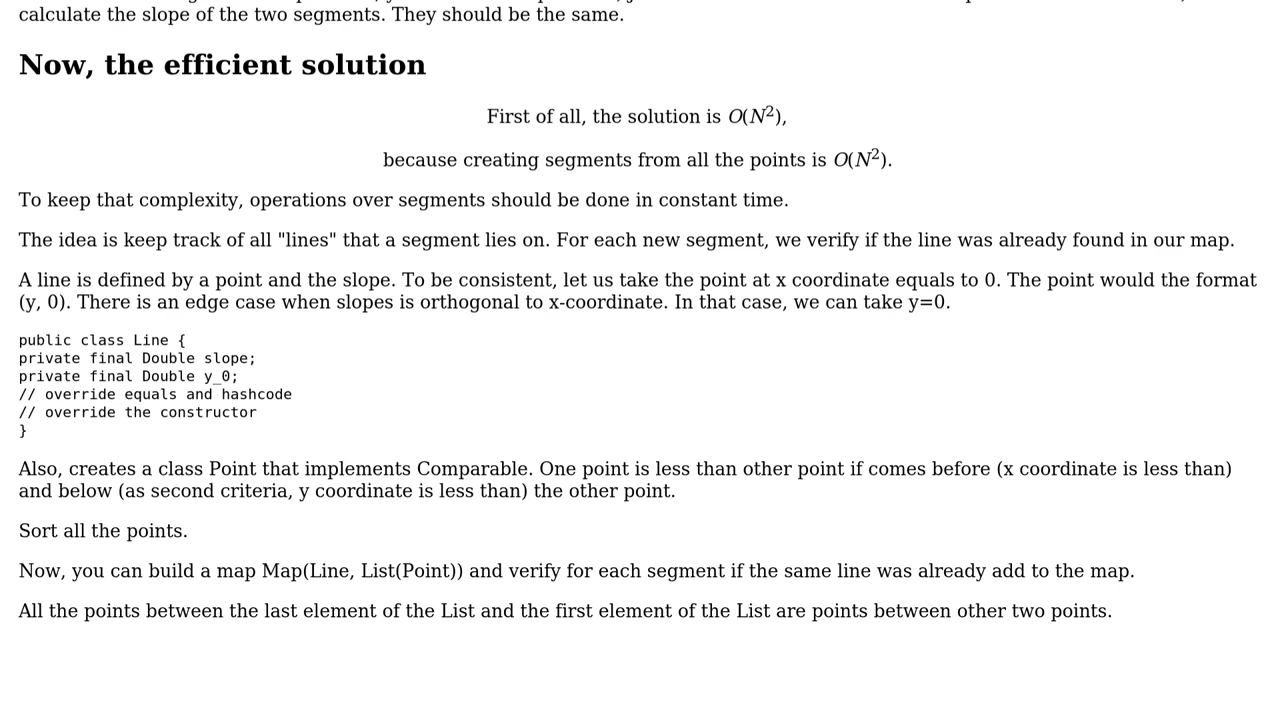 calculate the slope of the two segments. They should be the same.
Now, the efficient solution
First of all, the solution is O(N²),
because creating segments from all the points is O(N²).
To keep that complexity, operations over segments should be done in constant time.
The idea is keep track of all "lines" that a segment lies on. For each new segment, we verify if the line was already found in our map.
A line is defined by a point and the slope. To be consistent, let us take the point at x coordinate equals to 0. The point would the format
(y, 0). There is an edge case when slopes is orthogonal to x-coordinate. In that case, we can take y=0.
public class Line {
private final Double slope;
private final Double y_0;
// override equals and hashcode
// override the constructor
}
Also, creates a class Point that implements Comparable. One point is less than other point if comes before (x coordinate is less than)
and below (as second criteria, y coordinate is less than) the other point.
Sort all the points.
Now, you can build a map Map(Line, List(Point)) and verify for each segment if the same line was already add to the map.
All the points between the last element of the List and the first element of the List are points between other two points.